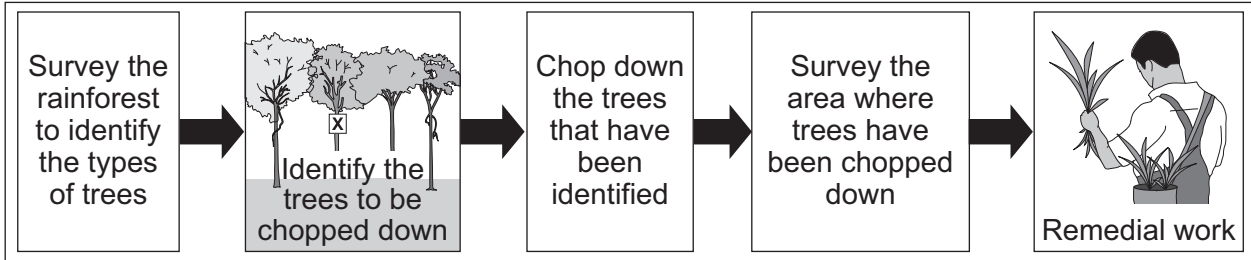 Survey the
rainforest
to identify
the types
of trees
X
Identify the
trees to be
chopped down
Chop down
the trees
that have
been
identified
Survey the
area where
trees have
been chopped
down
Remedial work